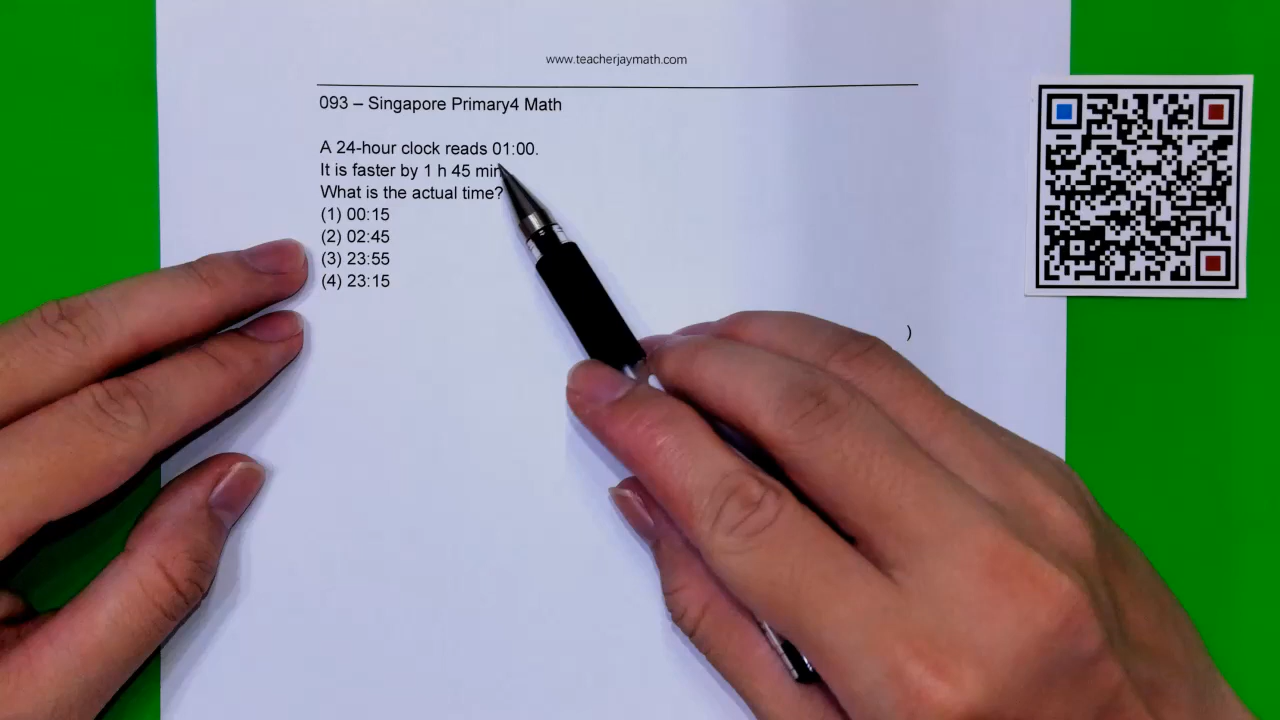 www.teacherjaymath.com
093 – Singapore Primary4 Math
A 24-hour clock reads 01:00.
It is faster by 1 h 45 min
What is the actual time?
(1) 00:15
(2) 02:45
(3) 23:55
(4) 23:15
)